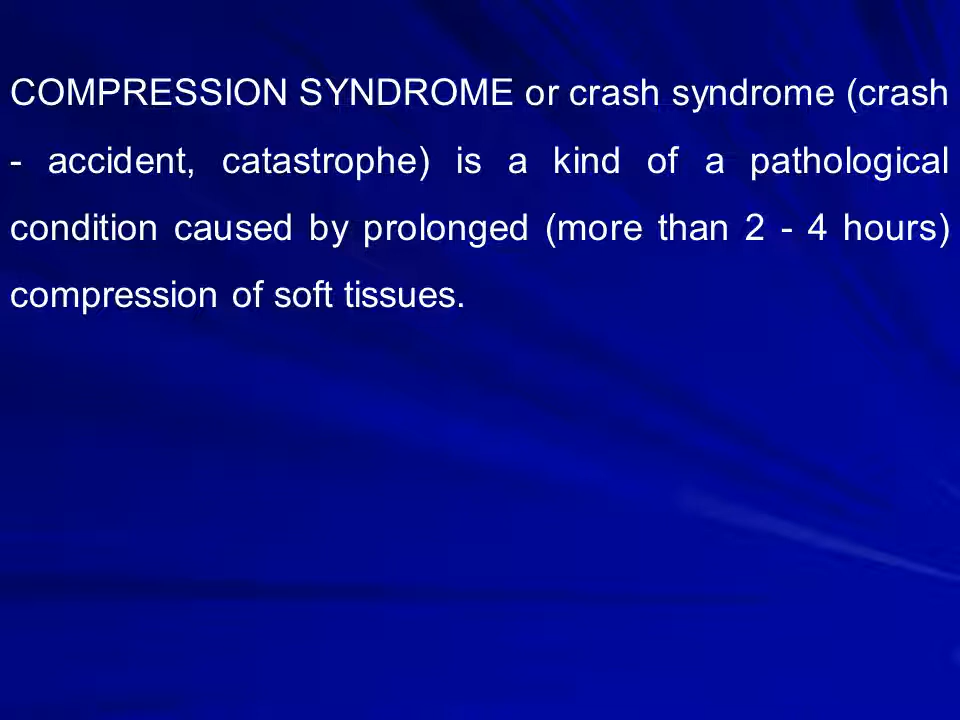 COMPRESSION SYNDROME or crash syndrome (crash
- accident, catastrophe) is a kind of a pathological
condition caused by prolonged (more than 2 - 4 hours)
compression of soft tissues.